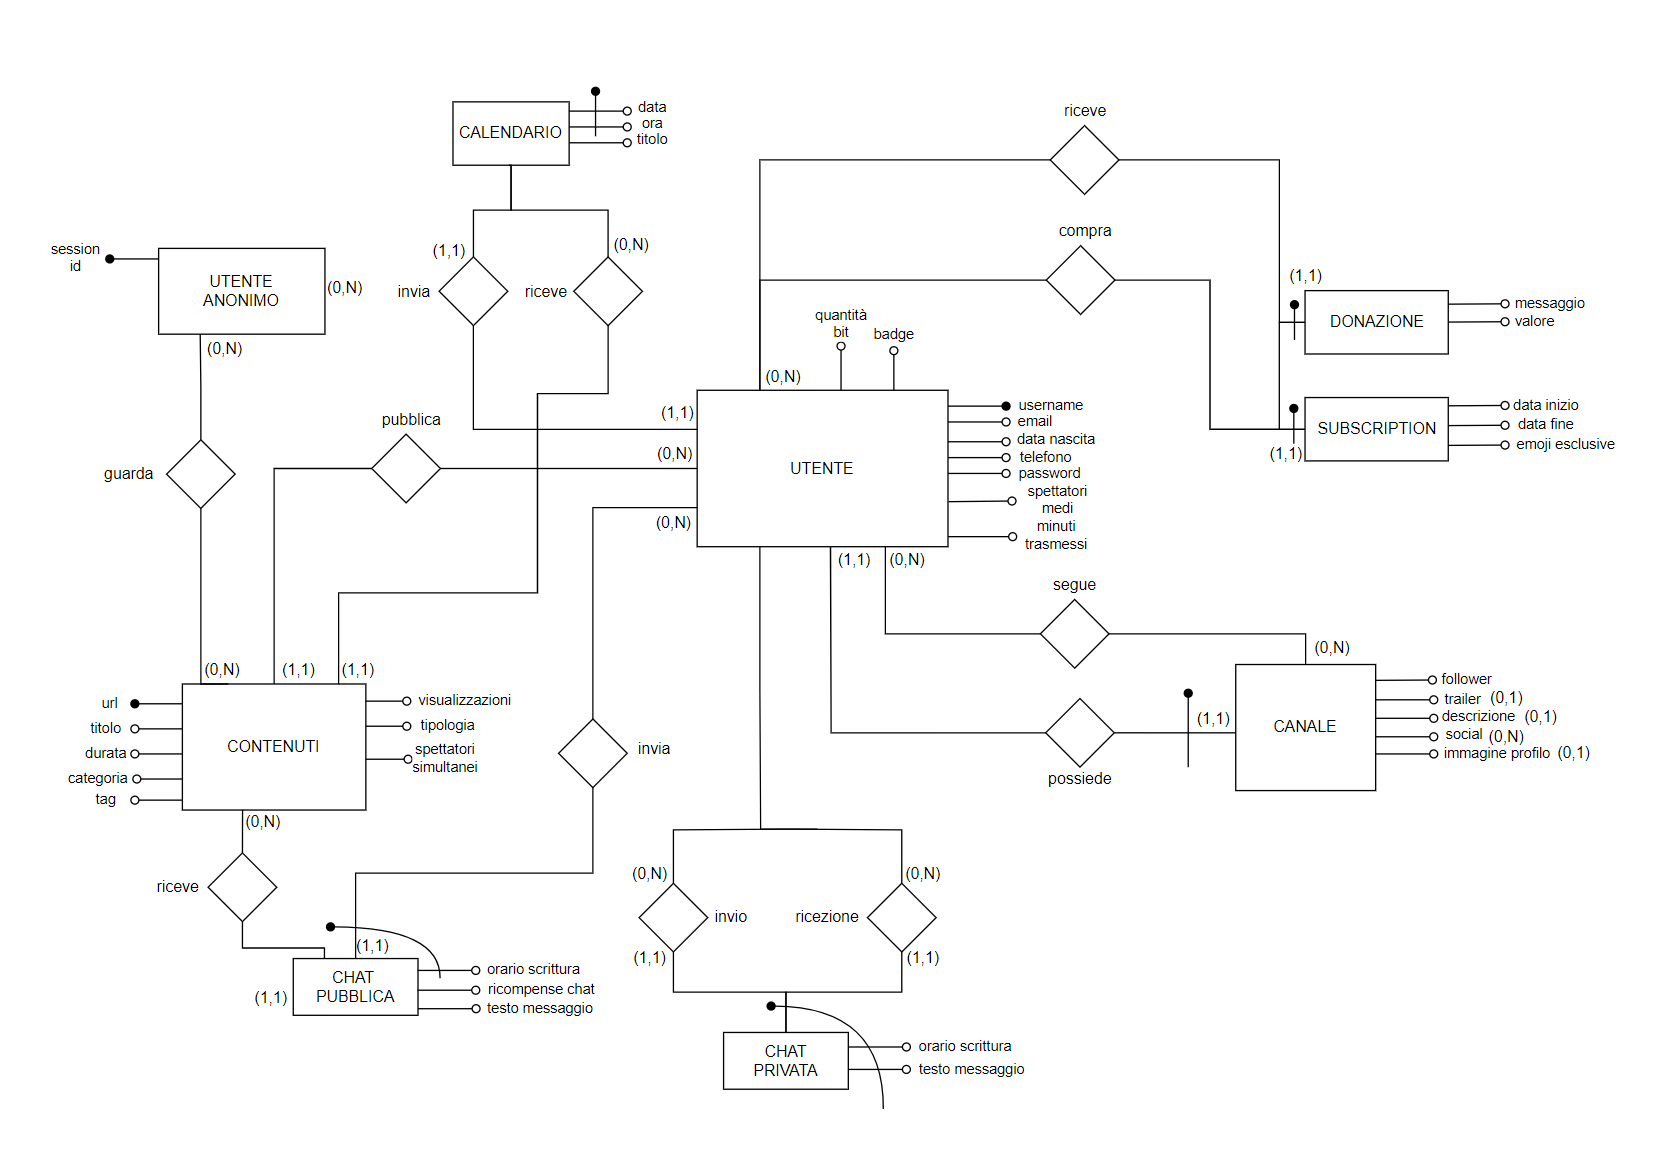 data
ora
titolo
CALENDARIO
riceve
session
id
UTENTE
ANONIMO
(0,N)
(0,N)
(1,1)
(0,N)
invia
riceve
compra
(1,1)
DONAZIONE
messaggio
valore
quantità
bit
badge
(0,N)
SUBSCRIPTION
(1,1)
data inizio
data fine
emoji esclusive
pubblica
guarda
(1,1)
(0,N)
(0,N)
UTENTE
username
email
data nascita
telefono
password
spettatori
medi
minuti
trasmessi
(1,1)
(0,N)
segue
(0,N)
possiede
(1,1)
CANALE
follower
trailer (0,1)
descrizione (0,1)
social (0,N)
immagine profilo (0,1)
(0,N)
(1,1)
(1,1)
url
titolo
durata
categoria
tag
CONTENUTI
visualizzazioni
tipologia
spettatori
simultanei
(0,N)
invia
riceve
(1,1)
(1,1)
CHAT
PUBBLICA
orario scrittura
ricompense chat
testo messaggio
(0,N)
(0,N)
invio
ricezione
(1,1)
(1,1)
CHAT
PRIVATA
orario scrittura
testo messaggio